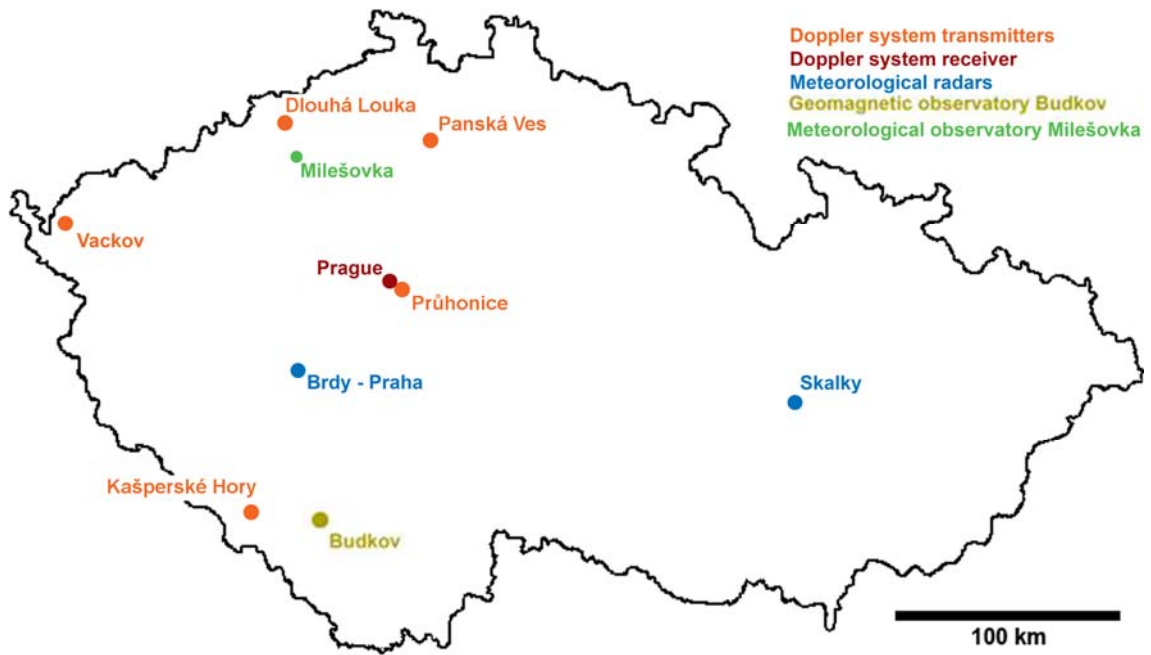 Doppler system transmitters
Doppler system receiver
Meteorological radars
Geomagnetic observatory Budkov
Meteorological observatory Milešovka
Dlouhá Louka
Panská Ves
Milešovka
Vackov
Prague
Průhonice
Brdy - Praha
Skalky
Kašperské Hory
Budkov
100 km